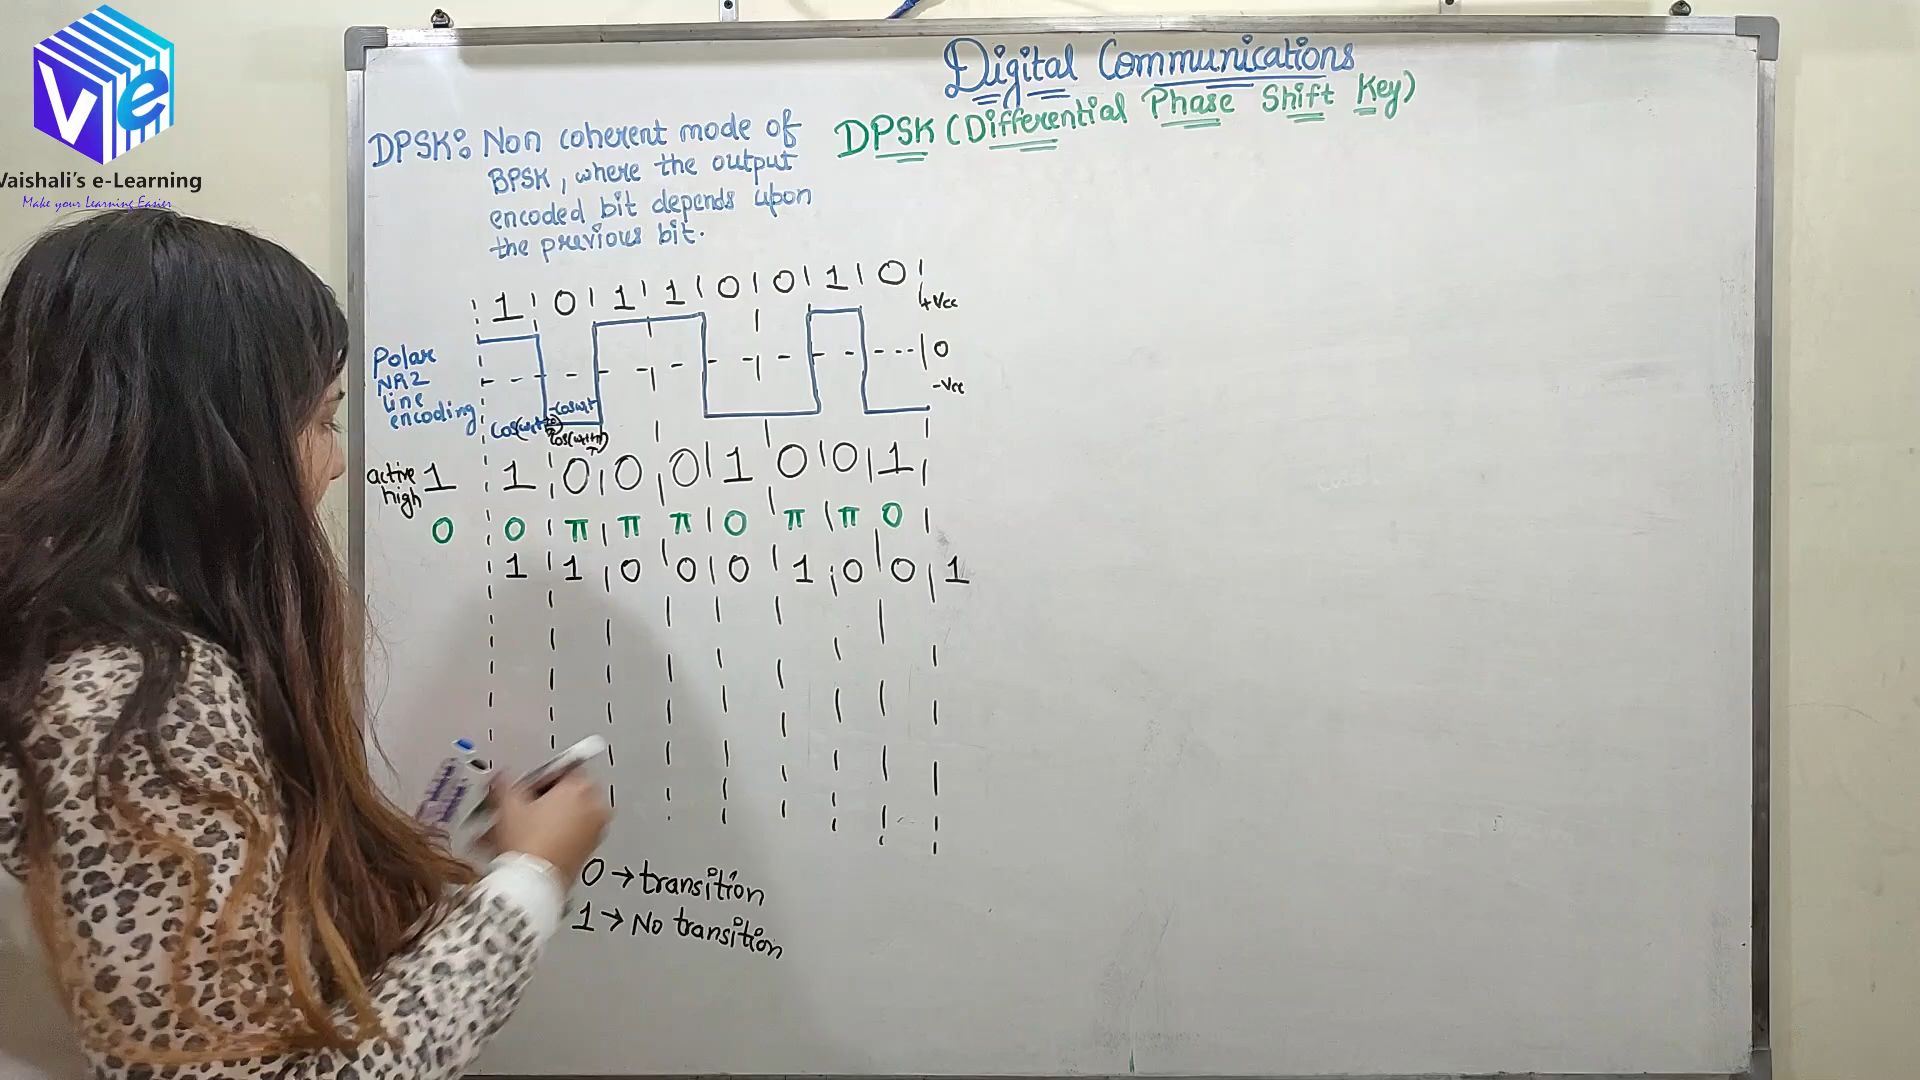 Ve
Vaishali's e-Learning
Make your Learning Easier
Digital Communications
DPSK (Differential Phase Shift Key)
DPSK: Non coherent mode of
BPSK, where the output
encoded bit depends upon
the previous bit.
1 0 1 1 0 0 1 0
+Vcc
0
-Vcc
Polar
NRZ
line
encoding
-cosω₁t
active
high
1 1 0 0 0 1 0 0 1
0 0 π π π 0 π π 0
1 1 0 0 0 1 0 0 1
0 → transition
1 → No transition